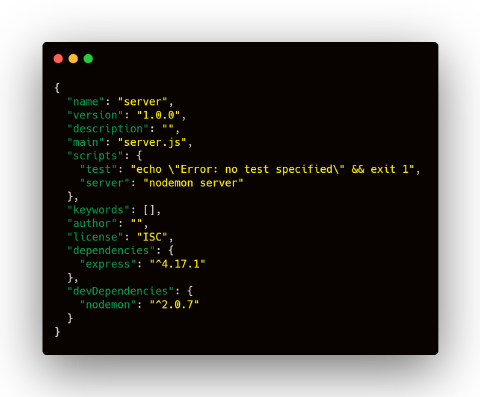 {
  "name": "server",
  "version": "1.0.0",
  "description": "",
  "main": "server.js",
  "scripts": {
    "test": "echo \"Error: no test specified\" && exit 1",
    "server": "nodemon server"
  },
  "keywords": [],
  "author": "",
  "license": "ISC",
  "dependencies": {
    "express": "^4.17.1"
  },
  "devDependencies": {
    "nodemon": "^2.0.7"
  }
}